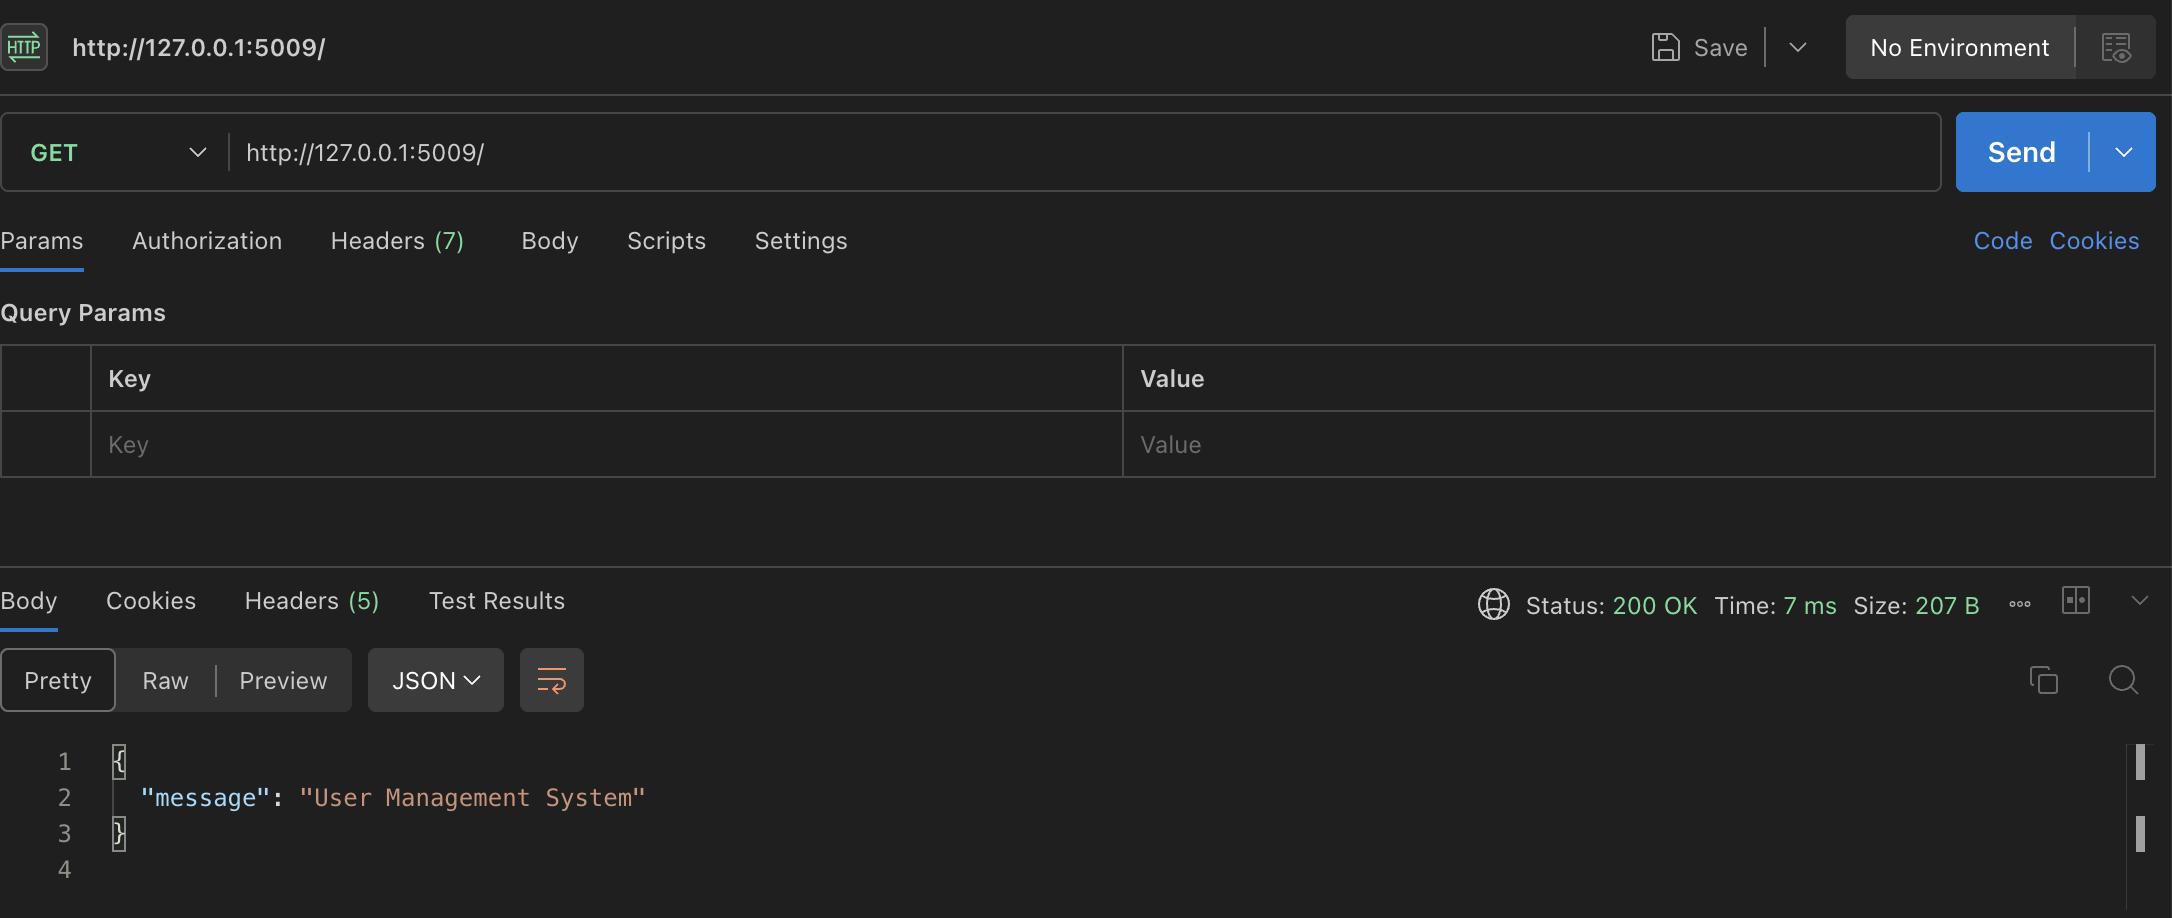 HTTP http://127.0.0.1:5009/ Save No Environment
GET http://127.0.0.1:5009/ Send
Params Authorization Headers (7) Body Scripts Settings Code Cookies
Query Params
Key Value
Key Value
Body Cookies Headers (5) Test Results Status: 200 OK Time: 7 ms Size: 207 B
Pretty Raw Preview JSON
1 {
2 "message": "User Management System"
3 }
4